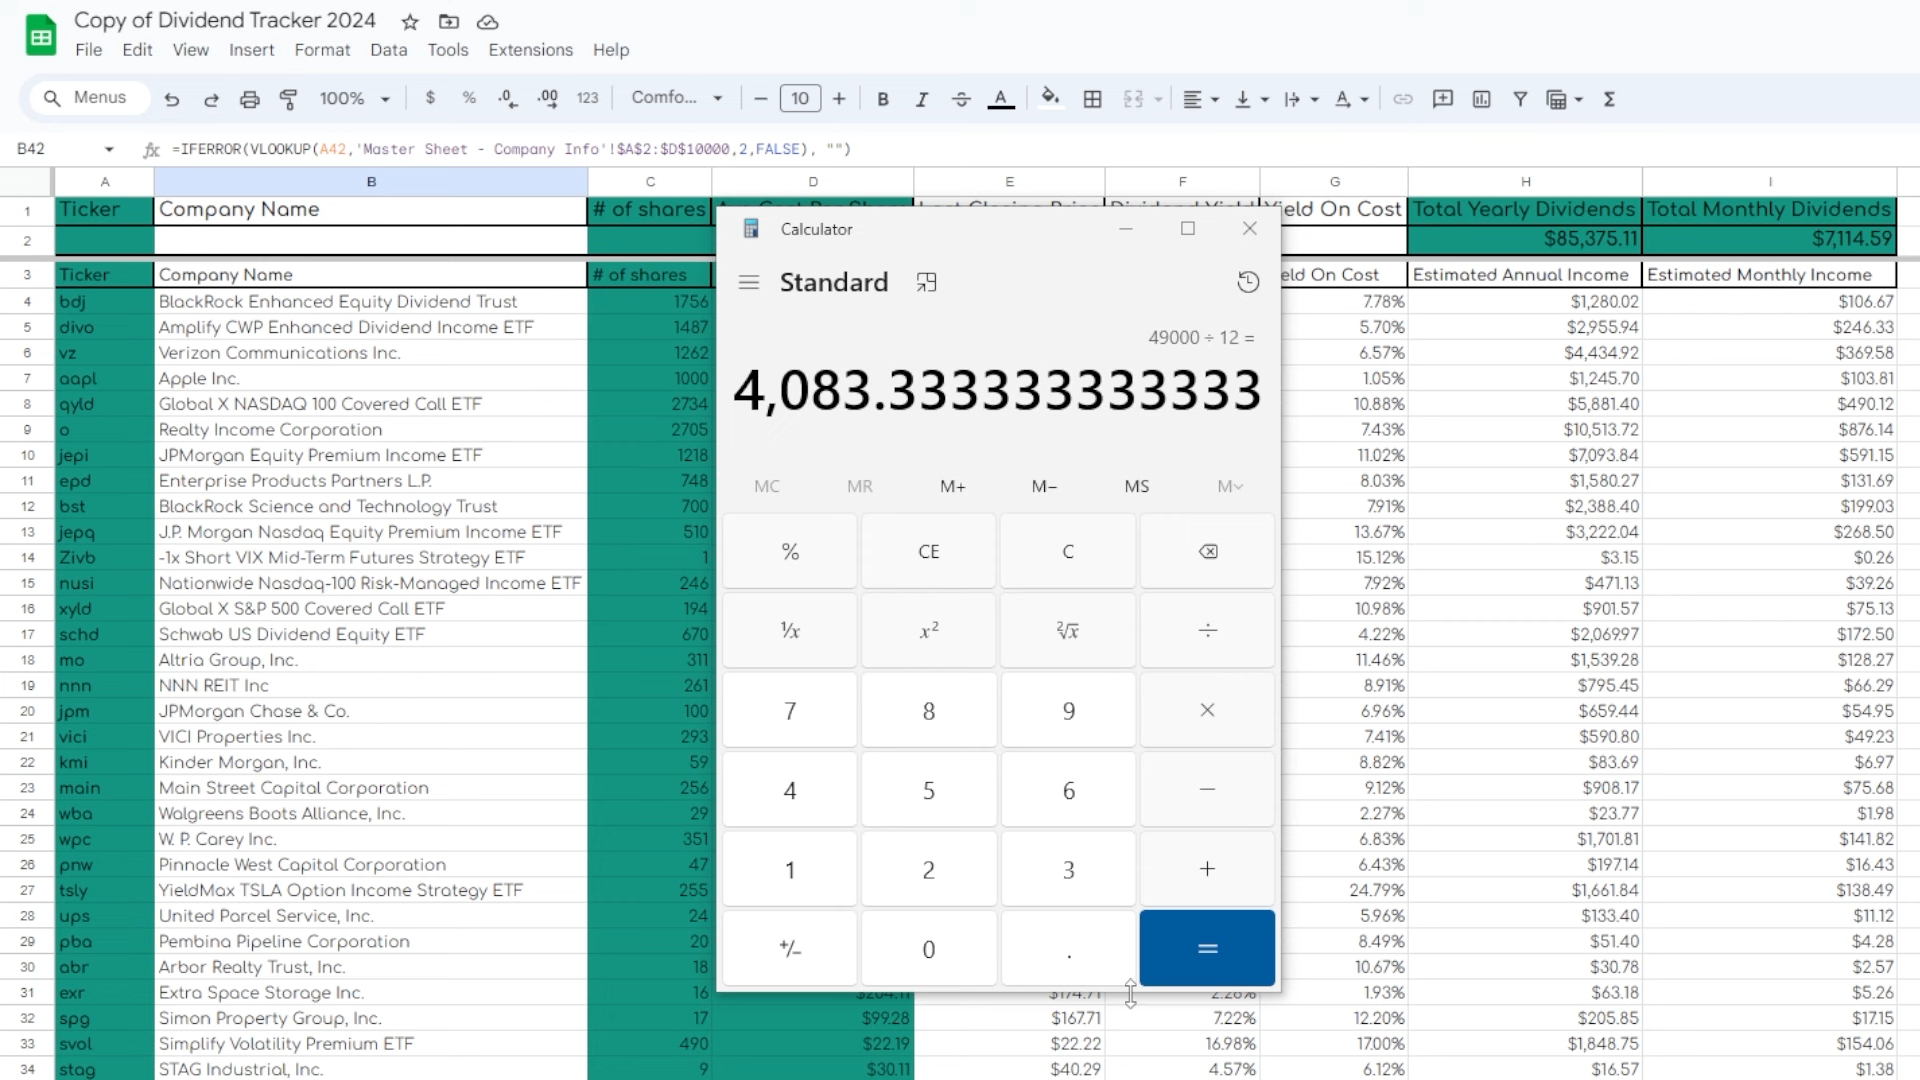 Copy of Dividend Tracker 2024
File Edit View Insert Format Data Tools Extensions Help
Menus 100% $ % .0 .00 123 Comfo... 10 B I A Σ
B42 fx =IFERROR(VLOOKUP(A42,'Master Sheet - Company Info'!$A$2:$D$10000,2,FALSE), "")
A B C D E F G H I
1 Ticker Company Name # of shares Yield On Cost Total Yearly Dividends Total Monthly Dividends
2 $85,375.11 $7,114.59
3 Ticker Company Name # of shares eld On Cost Estimated Annual Income Estimated Monthly Income
4 bdj BlackRock Enhanced Equity Dividend Trust 1756 7.78% $1,280.02 $106.67
5 divo Amplify CWP Enhanced Dividend Income ETF 1487 5.70% $2,955.94 $246.33
6 vz Verizon Communications Inc. 1262 6.57% $4,434.92 $369.58
7 aapl Apple Inc. 1000 1.05% $1,245.70 $103.81
8 qyld Global X NASDAQ 100 Covered Call ETF 2734 10.88% $5,881.40 $490.12
9 o Realty Income Corporation 2705 7.43% $10,513.72 $876.14
10 jepi JPMorgan Equity Premium Income ETF 1218 11.02% $7,093.84 $591.15
11 epd Enterprise Products Partners L.P. 748 8.03% $1,580.27 $131.69
12 bst BlackRock Science and Technology Trust 700 7.91% $2,388.40 $199.03
13 jepq J.P. Morgan Nasdaq Equity Premium Income ETF 510 13.67% $3,222.04 $268.50
14 Zivb -1x Short VIX Mid-Term Futures Strategy ETF 1 15.12% $3.15 $0.26
15 nusi Nationwide Nasdaq-100 Risk-Managed Income ETF 246 7.92% $471.13 $39.26
16 xyld Global X S&P 500 Covered Call ETF 194 10.98% $901.57 $75.13
17 schd Schwab US Dividend Equity ETF 670 4.22% $2,069.97 $172.50
18 mo Altria Group, Inc. 311 11.46% $1,539.28 $128.27
19 nnn NNN REIT Inc 261 8.91% $795.45 $66.29
20 jpm JPMorgan Chase & Co. 100 6.96% $659.44 $54.95
21 vici VICI Properties Inc. 293 7.41% $590.80 $49.23
22 kmi Kinder Morgan, Inc. 59 8.82% $83.69 $6.97
23 main Main Street Capital Corporation 256 9.12% $908.17 $75.68
24 wba Walgreens Boots Alliance, Inc. 29 2.27% $23.77 $1.98
25 wpc W. P. Carey Inc. 351 6.83% $1,701.81 $141.82
26 pnw Pinnacle West Capital Corporation 47 6.43% $197.14 $16.43
27 tsly YieldMax TSLA Option Income Strategy ETF 255 24.79% $1,661.84 $138.49
28 ups United Parcel Service, Inc. 24 5.96% $133.40 $11.12
29 pba Pembina Pipeline Corporation 20 8.49% $51.40 $4.28
30 abr Arbor Realty Trust, Inc. 18 10.67% $30.78 $2.57
31 exr Extra Space Storage Inc. 16 1.93% $63.18 $5.26
32 spg Simon Property Group, Inc. 17 $99.28 $167.71 7.22% 12.20% $205.85 $17.15
33 svol Simplify Volatility Premium ETF 490 $22.19 $22.22 16.98% 17.00% $1,848.75 $154.06
34 stag STAG Industrial, Inc. 9 $30.11 $40.29 4.57% 6.12% $16.57 $1.38
Calculator
Standard
49000 ÷ 12 =
4,083.333333333333
MC MR M+ M− MS M˅
% CE C
¹⁄x x² ²√x ÷
7 8 9 ×
4 5 6 −
1 2 3 +
+/− 0 . =